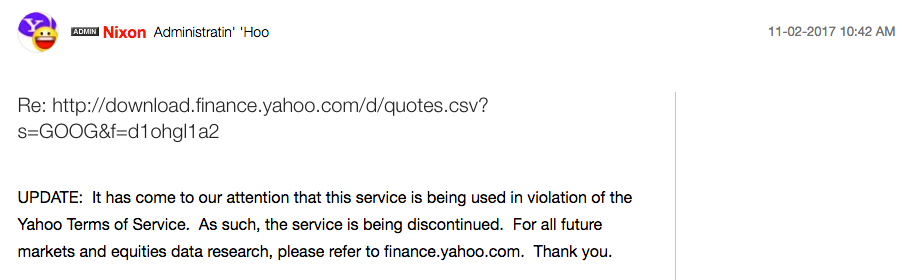 ADMIN Nixon Administratin' 'Hoo 11-02-2017 10:42 AM
Re: http://download.finance.yahoo.com/d/quotes.csv?
s=GOOG&f=d1ohgl1a2
UPDATE:  It has come to our attention that this service is being used in violation of the
Yahoo Terms of Service.  As such, the service is being discontinued.  For all future
markets and equities data research, please refer to finance.yahoo.com.  Thank you.